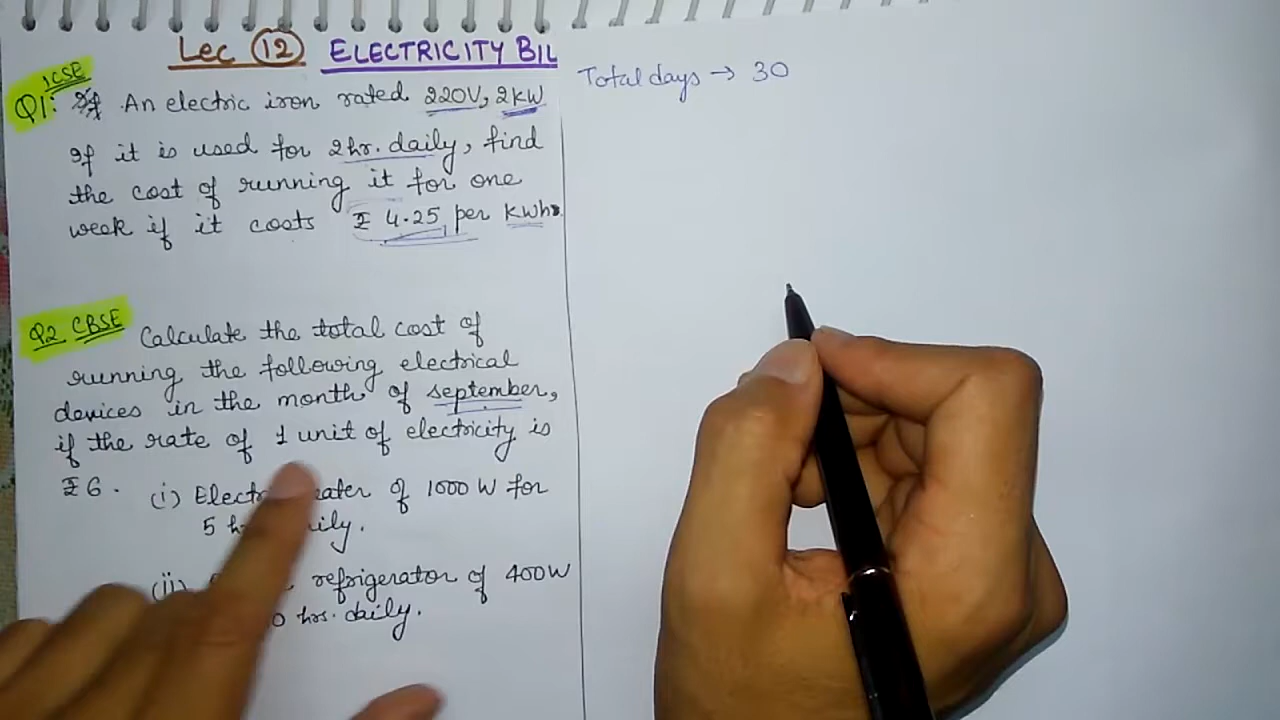 Lec 12 ELECTRICITY BIL
ICSE
Q1: An electric iron rated 220V, 2KW
If it is used for 2hr. daily, find
the cost of running it for one
week if it costs ₹ 4.25 per KWh.
Q2 CBSE Calculate the total cost of
running the following electrical
devices in the month of september,
if the rate of 1 unit of electricity is
₹ 6. (i) of 1000 W for
5
(ii) refrigerator of 400W
hrs. daily.
Total days → 30